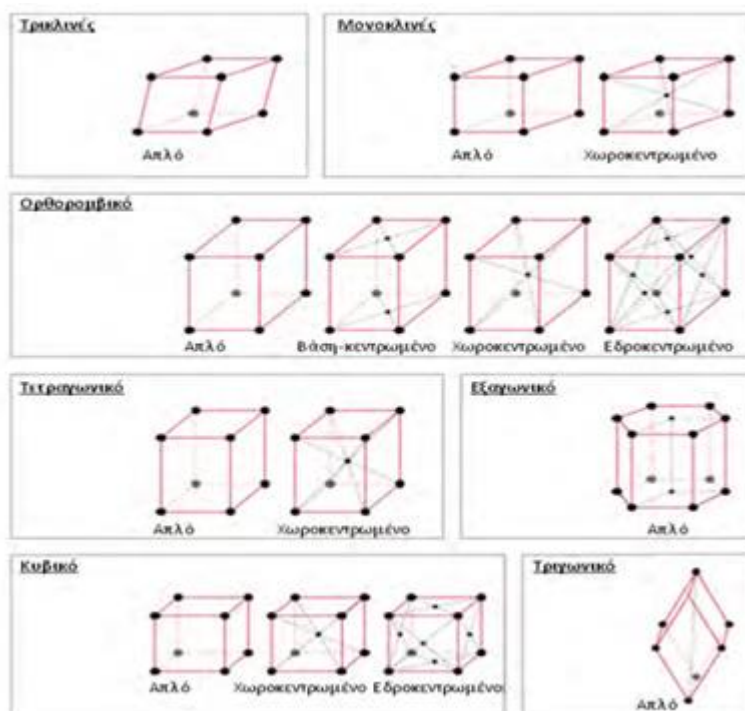 Τρικλινές
Απλό
Μονοκλινές
Απλό Χωροκεντρωμένο
Ορθορομβικό
Απλό Βάση-κεντρωμένο Χωροκεντρωμένο Εδροκεντρωμένο
Τετραγωνικό
Απλό Χωροκεντρωμένο
Εξαγωνικό
Απλό
Κυβικό
Απλό Χωροκεντρωμένο Εδροκεντρωμένο
Τριγωνικό
Απλό